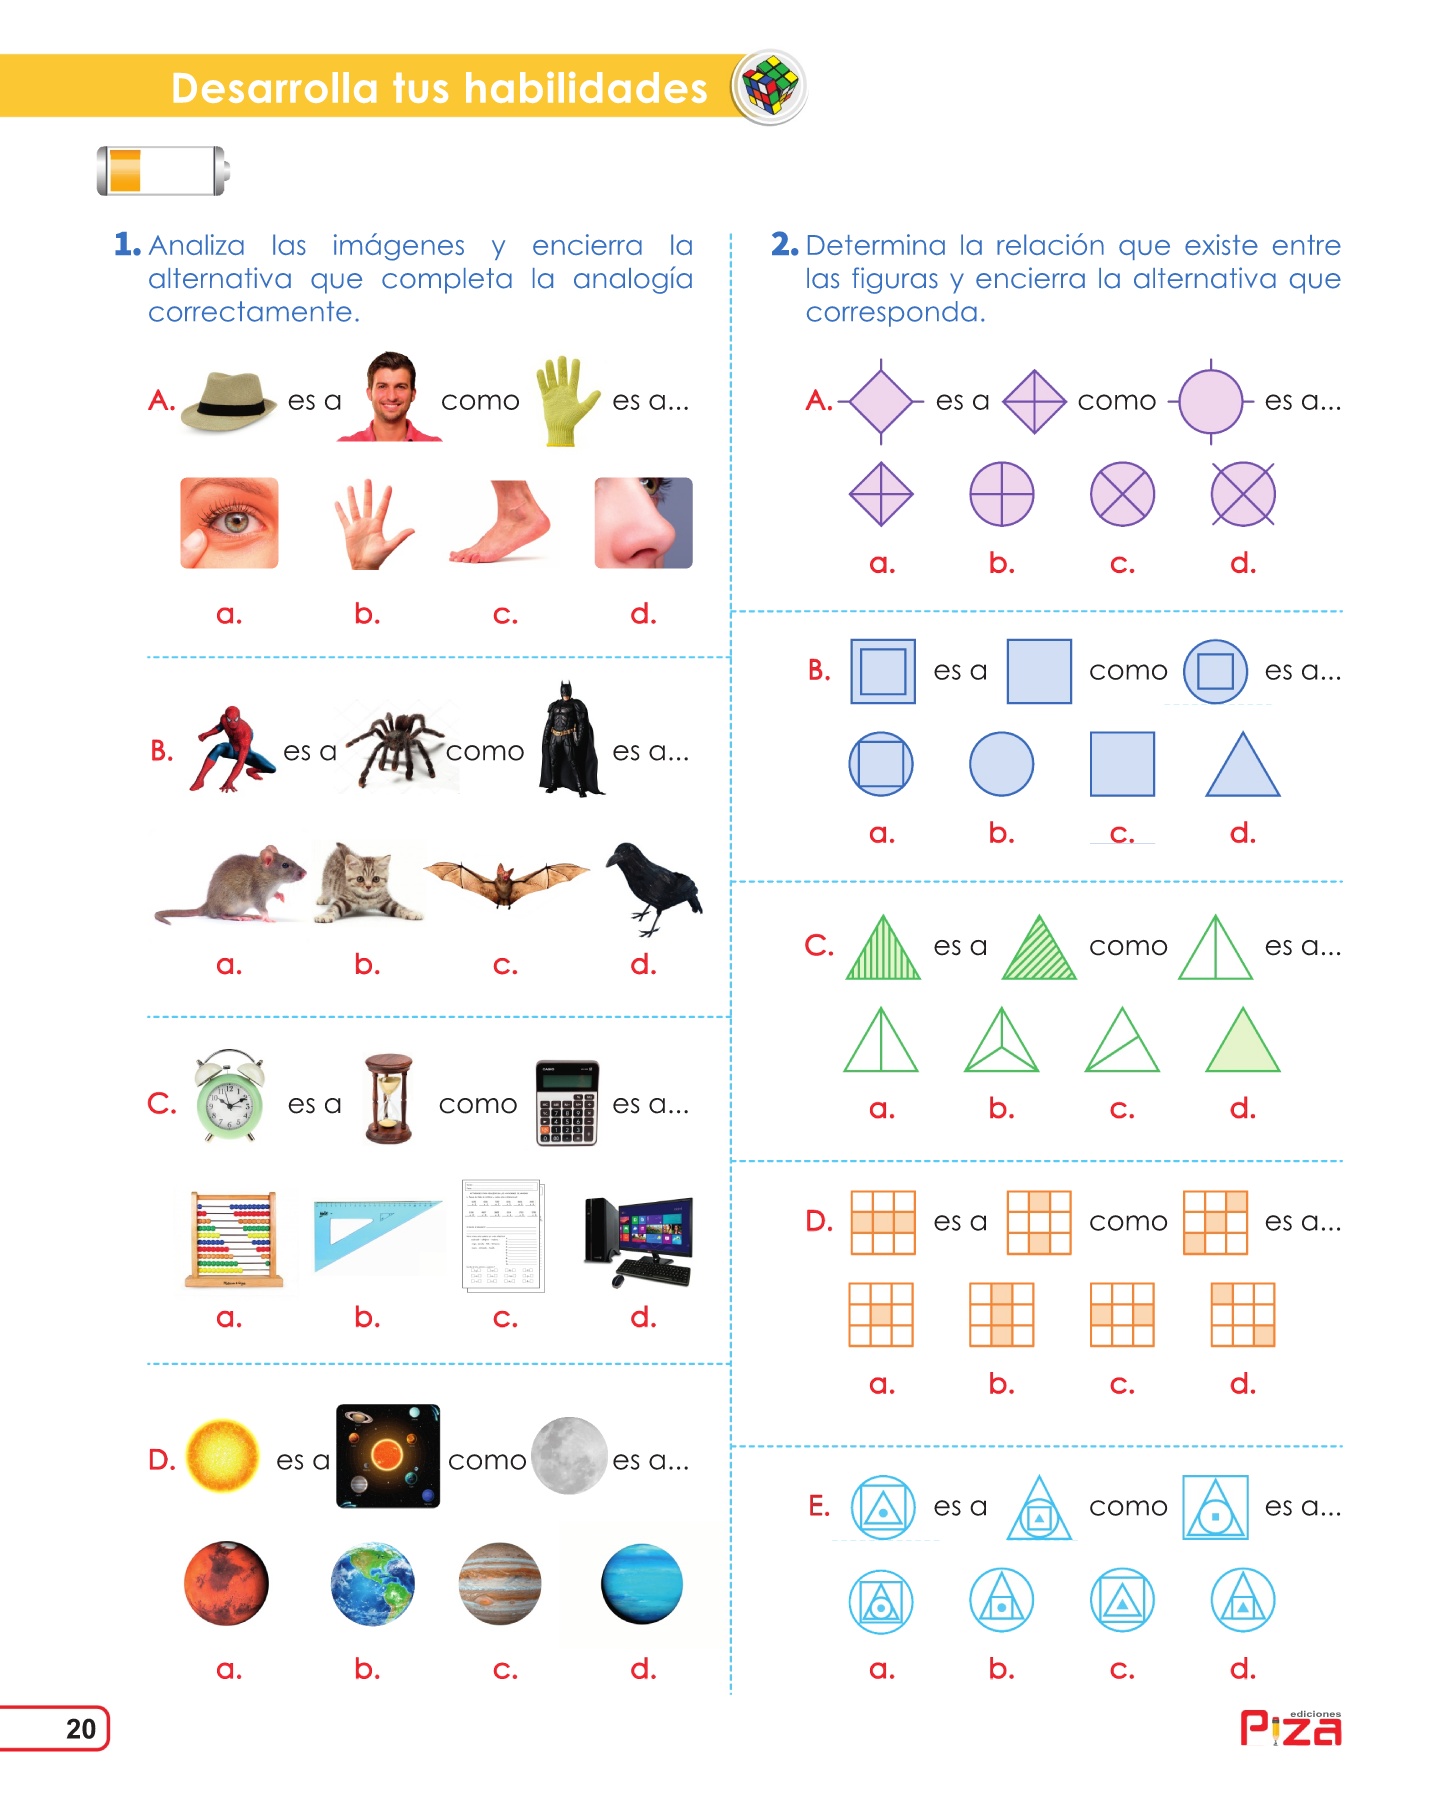 Desarrolla tus habilidades
1. Analiza las imágenes y encierra la
alternativa que completa la analogía
correctamente.
A. es a como es a...
a. b. c. d.
B. es a como es a...
a. b. c. d.
C. es a como es a...
a. b. c. d.
D. es a como es a...
a. b. c. d.
2. Determina la relación que existe entre
las figuras y encierra la alternativa que
corresponda.
A. es a como es a...
a. b. c. d.
B. es a como es a...
a. b. c. d.
C. es a como es a...
a. b. c. d.
D. es a como es a...
a. b. c. d.
E. es a como es a...
a. b. c. d.
20
ediciones
Piza